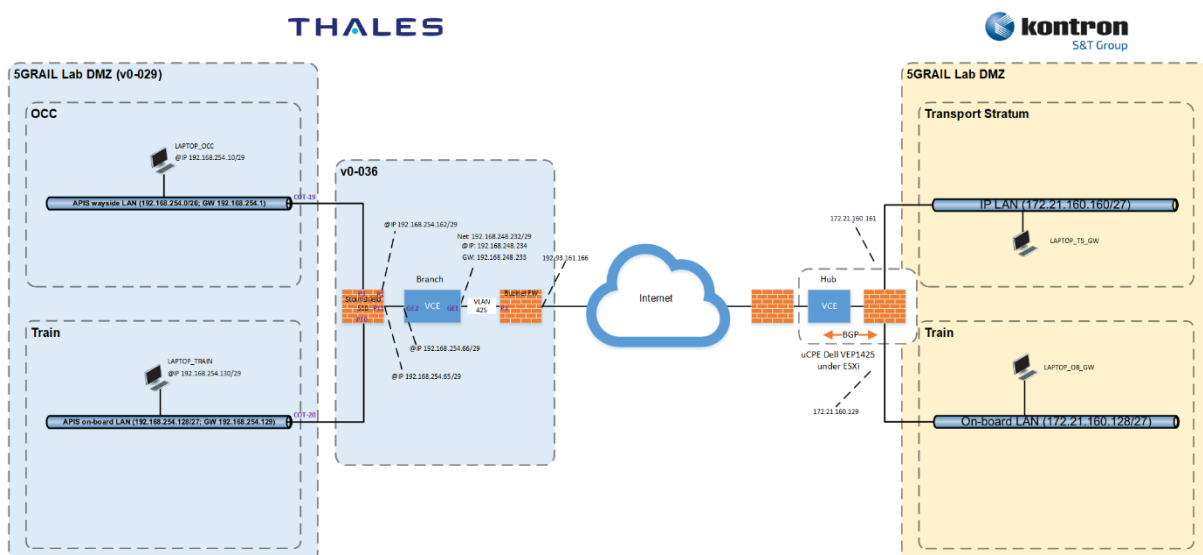 THALES
kontron
S&T Group
5GRAIL Lab DMZ (v0-029)
OCC
LAPTOP_OCC
@IP 192.168.254.10/29
APIS wayside LAN (192.168.254.0/26; GW 192.168.254.1)
COT-19
Train
LAPTOP_TRAIN
@IP 192.168.254.130/29
APIS on-board LAN (192.168.254.128/27; GW 192.168.254.129)
COT-20
v0-036
@IP 192.168.254.162/29
Net: 192.168.248.232/29
@IP: 192.168.248.234
GW: 192.168.248.233
192.93.161.166
Branch
Stormshield
VCE
GE2
GE1
VLAN
425
@IP 192.168.254.66/29
@IP 192.168.254.65/29
Internet
172.21.160.161
Hub
VCE
BGP
uCPE Dell VEP1425
under ESXi
172.21.160.129
5GRAIL Lab DMZ
Transport Stratum
IP LAN (172.21.160.160/27)
LAPTOP_TS_GW
Train
LAPTOP_OB_GW
On-board LAN (172.21.160.128/27)